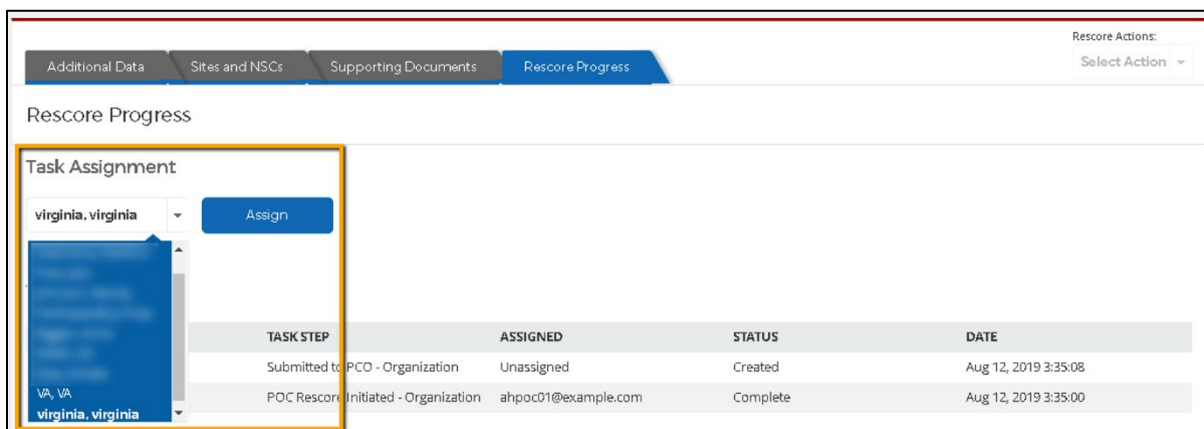 Rescore Actions:
Additional Data Sites and NSCs Supporting Documents Rescore Progress Select Action
Rescore Progress
Task Assignment
virginia, virginia Assign
TASK STEP ASSIGNED STATUS DATE
Submitted to PCO - Organization Unassigned Created Aug 12, 2019 3:35:08
VA, VA
POC Rescore Initiated - Organization ahpoc01@example.com Complete Aug 12, 2019 3:35:00
virginia, virginia